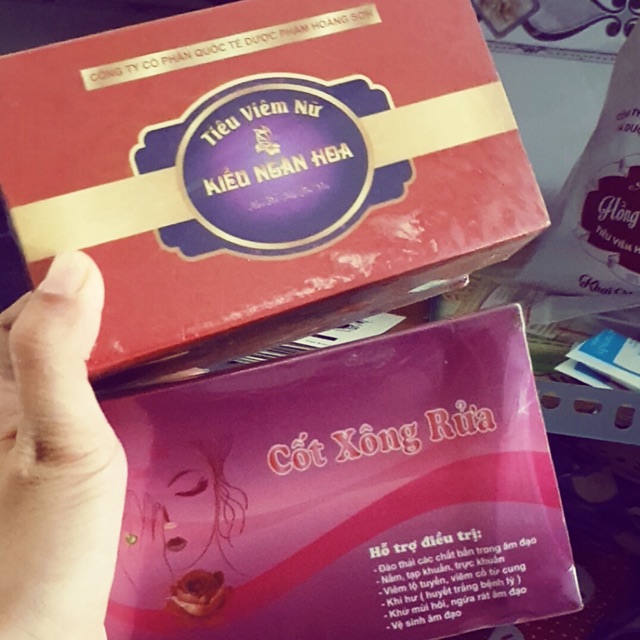 CÔNG TY CỔ PHẦN QUỐC TẾ DƯỢC PHẨM HOÀNG SƠN
Tiêu Viêm Nữ
KIỀU NGÂN HOA
Cốt Xông Rửa
Hỗ trợ điều trị:
- Đào thải các chất bẩn trong âm đạo
- Nấm, tạp khuẩn, trực khuẩn
- Viêm lộ tuyến, viêm cổ tử cung
- Khí hư ( huyết trắng bệnh lý )
- Khử mùi hôi, ngứa rát âm đạo
- Vệ sinh âm đạo
Hồng
TIÊU VIÊM